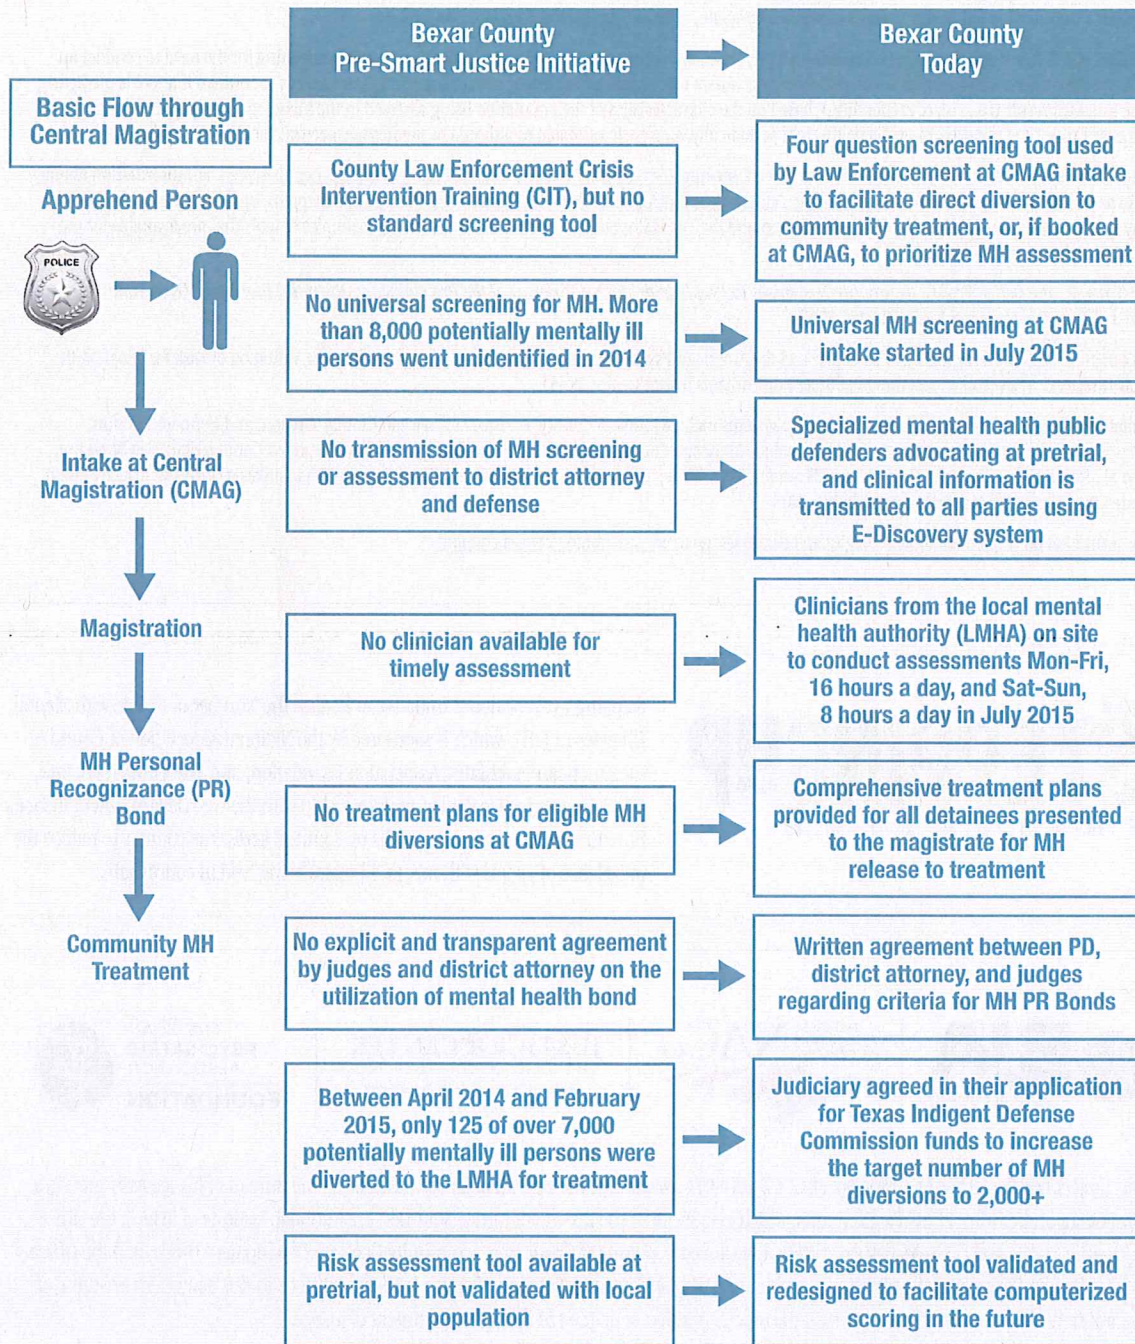 Bexar County
Pre-Smart Justice Initiative
Bexar County
Today
Basic Flow through
Central Magistration
Apprehend Person
POLICE
Intake at Central
Magistration (CMAG)
Magistration
MH Personal
Recognizance (PR)
Bond
Community MH
Treatment
County Law Enforcement Crisis
Intervention Training (CIT), but no
standard screening tool
Four question screening tool used
by Law Enforcement at CMAG intake
to facilitate direct diversion to
community treatment, or, if booked
at CMAG, to prioritize MH assessment
No universal screening for MH. More
than 8,000 potentially mentally ill
persons went unidentified in 2014
Universal MH screening at CMAG
intake started in July 2015
No transmission of MH screening
or assessment to district attorney
and defense
Specialized mental health public
defenders advocating at pretrial,
and clinical information is
transmitted to all parties using
E-Discovery system
No clinician available for
timely assessment
Clinicians from the local mental
health authority (LMHA) on site
to conduct assessments Mon-Fri,
16 hours a day, and Sat-Sun,
8 hours a day in July 2015
No treatment plans for eligible MH
diversions at CMAG
Comprehensive treatment plans
provided for all detainees presented
to the magistrate for MH
release to treatment
No explicit and transparent agreement
by judges and district attorney on the
utilization of mental health bond
Written agreement between PD,
district attorney, and judges
regarding criteria for MH PR Bonds
Between April 2014 and February
2015, only 125 of over 7,000
potentially mentally ill persons were
diverted to the LMHA for treatment
Judiciary agreed in their application
for Texas Indigent Defense
Commission funds to increase
the target number of MH
diversions to 2,000+
Risk assessment tool available at
pretrial, but not validated with local
population
Risk assessment tool validated and
redesigned to facilitate computerized
scoring in the future